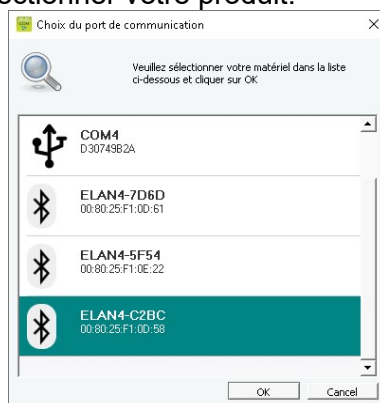 ctionner votre produit.
Choix du port de communication
Veuillez sélectionner votre matériel dans la liste
ci-dessous et cliquer sur OK
COM4
D30749B2A
ELAN4-7D6D
00:80:25:F1:0D:61
ELAN4-5F54
00:80:25:F1:0E:22
ELAN4-C2BC
00:80:25:F1:0D:58
OK Cancel